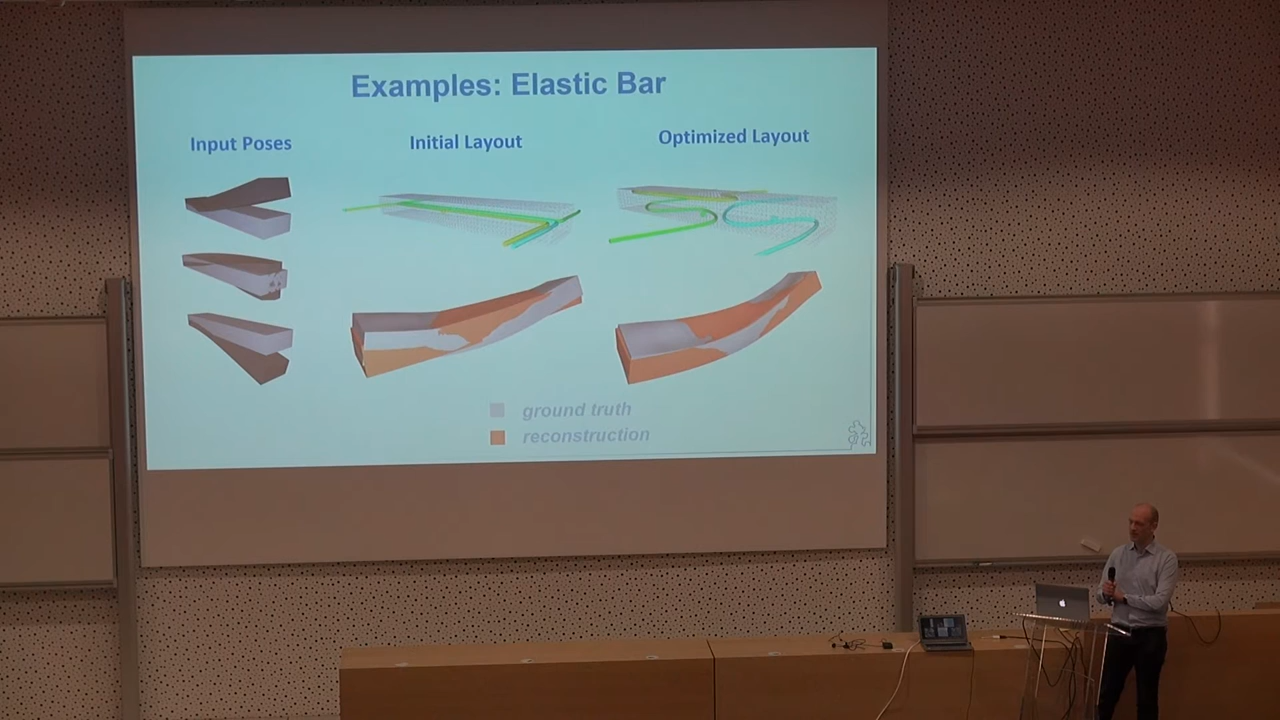 Examples: Elastic Bar
Input Poses
Initial Layout
Optimized Layout
ground truth
reconstruction